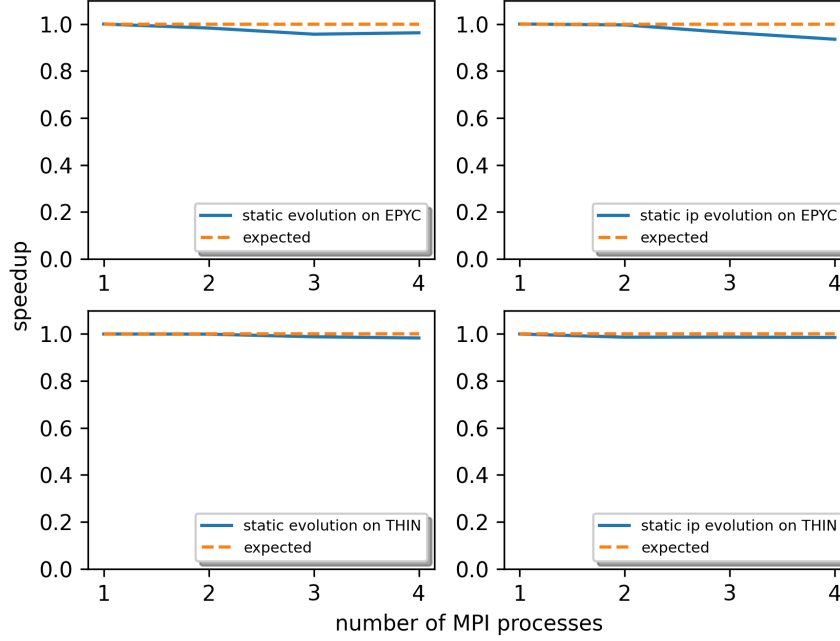 1.0
0.8
0.6
0.4
0.2
0.0
1 2 3 4
static evolution on EPYC
expected
1.0
0.8
0.6
0.4
0.2
0.0
1 2 3 4
static ip evolution on EPYC
expected
speedup
1.0
0.8
0.6
0.4
0.2
0.0
1 2 3 4
static evolution on THIN
expected
1.0
0.8
0.6
0.4
0.2
0.0
1 2 3 4
static ip evolution on THIN
expected
number of MPI processes